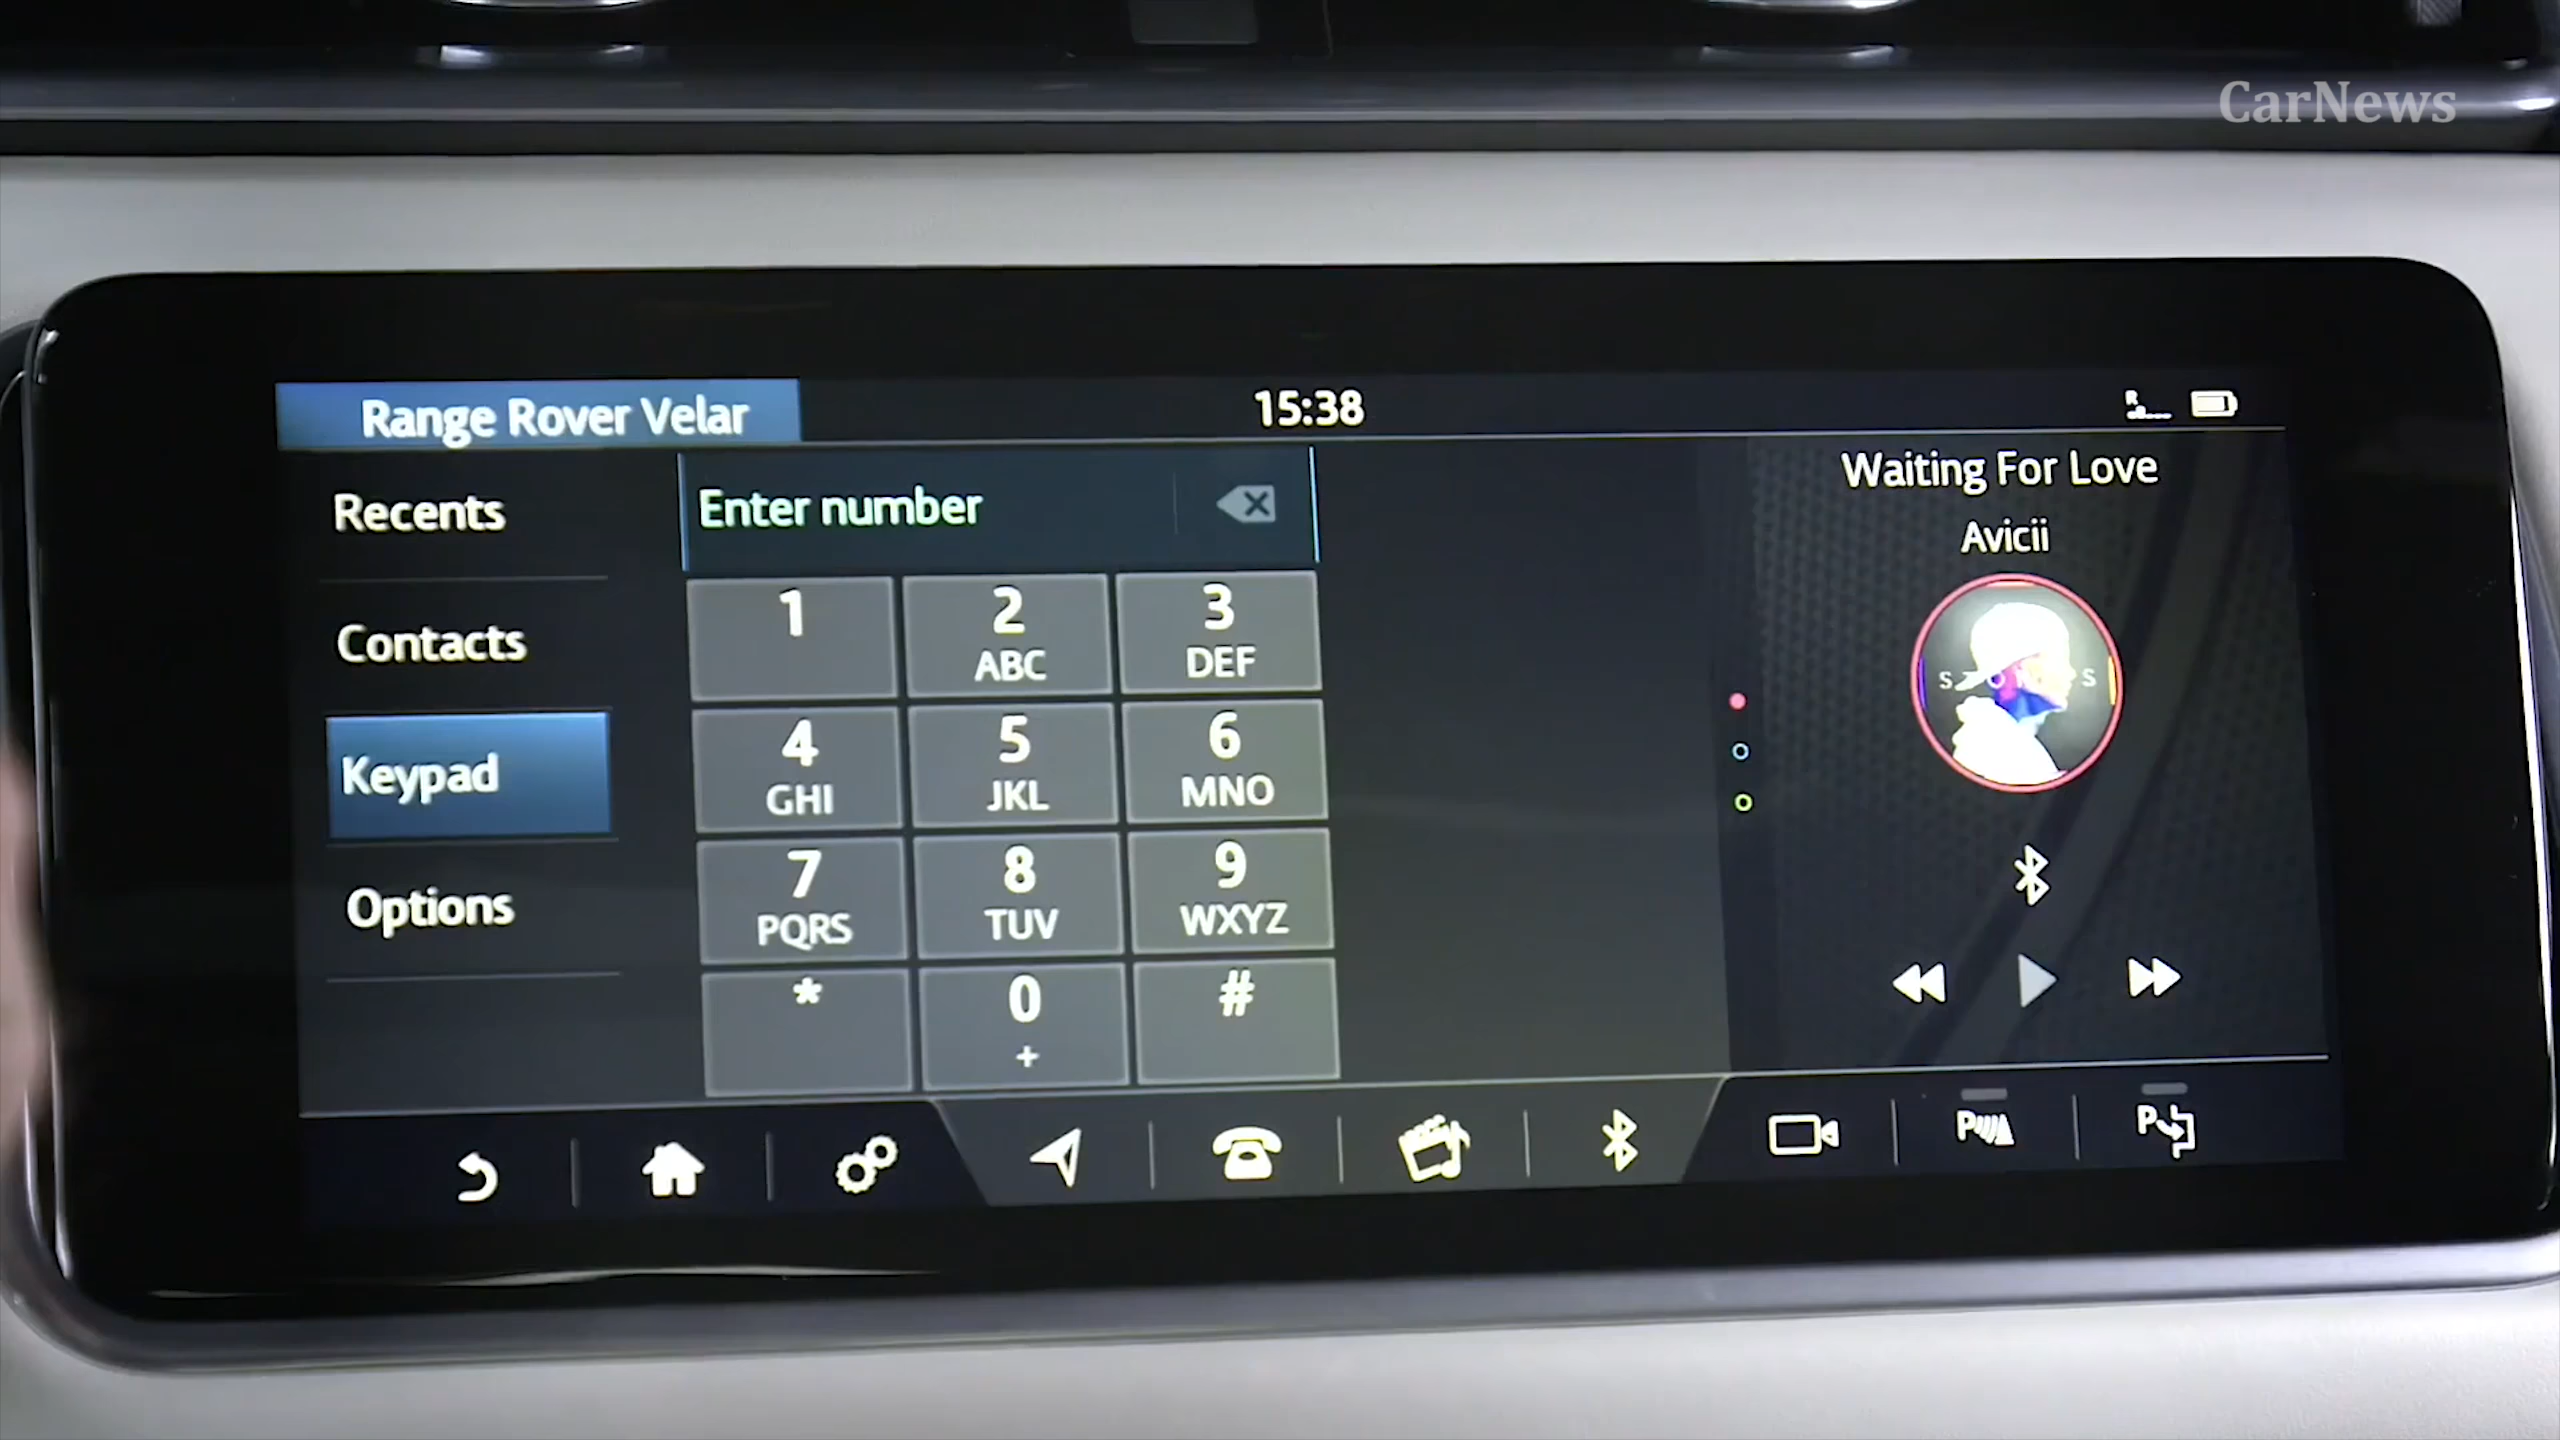 CarNews
Range Rover Velar
15:38
R
Recents
Contacts
Keypad
Options
Enter number
1
2
ABC
3
DEF
4
GHI
5
JKL
6
MNO
7
PQRS
8
TUV
9
WXYZ
*
0
+
#
Waiting For Love
Avicii
S T O R I E S
P
P